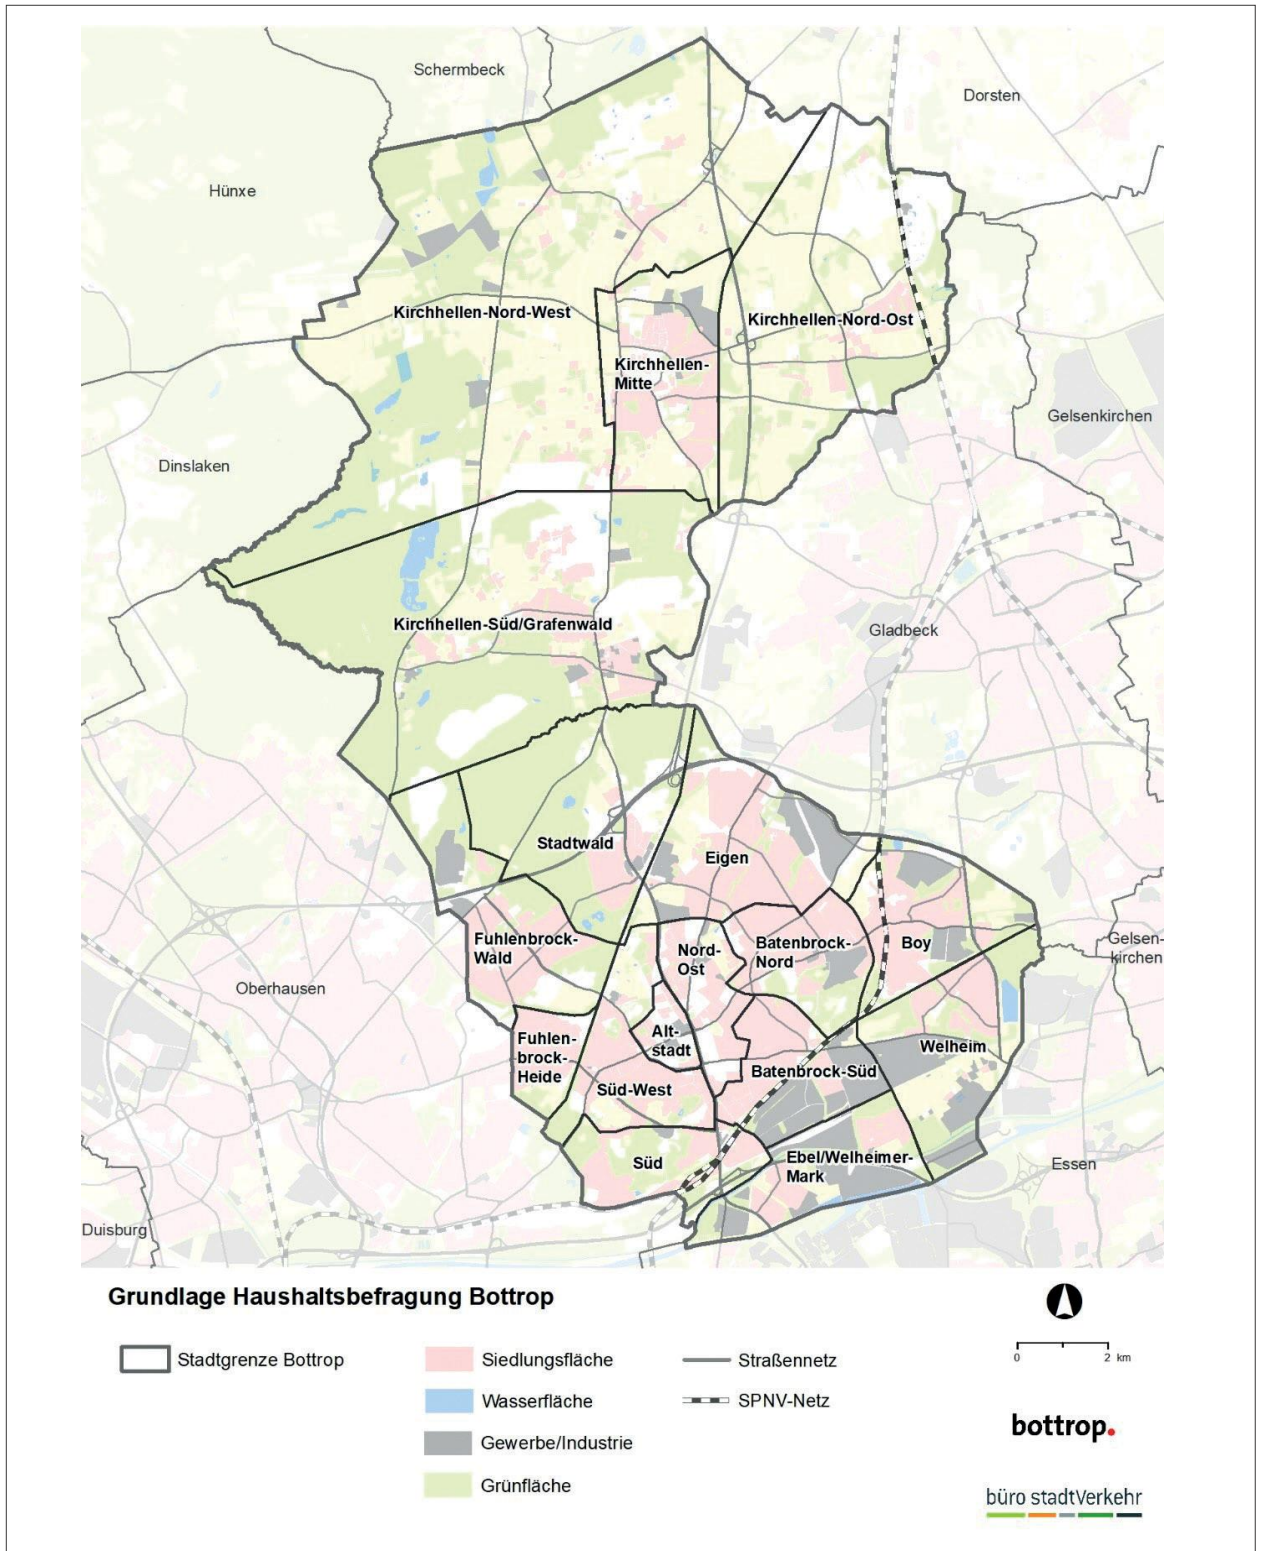 Schermbeck
Dorsten
Hünxe
Kirchhellen-Nord-West
Kirchhellen-Nord-Ost
Kirchhellen-
Mitte
Gelsenkirchen
Dinslaken
Kirchhellen-Süd/Grafenwald
Gladbeck
Stadtwald
Eigen
Fuhlenbrock-
Wald
Nord-
Ost
Batenbrock-
Nord
Boy
Gelsen-
kirchen
Oberhausen
Alt-
stadt
Fuhlen-
brock-
Heide
Welheim
Batenbrock-Süd
Süd-West
Süd
Ebel/Welheimer-
Mark
Essen
Duisburg
Grundlage Haushaltsbefragung Bottrop
Stadtgrenze Bottrop
Siedlungsfläche
Wasserfläche
Gewerbe/Industrie
Grünfläche
Straßennetz
SPNV-Netz
0 2 km
bottrop.
büro stadtVerkehr